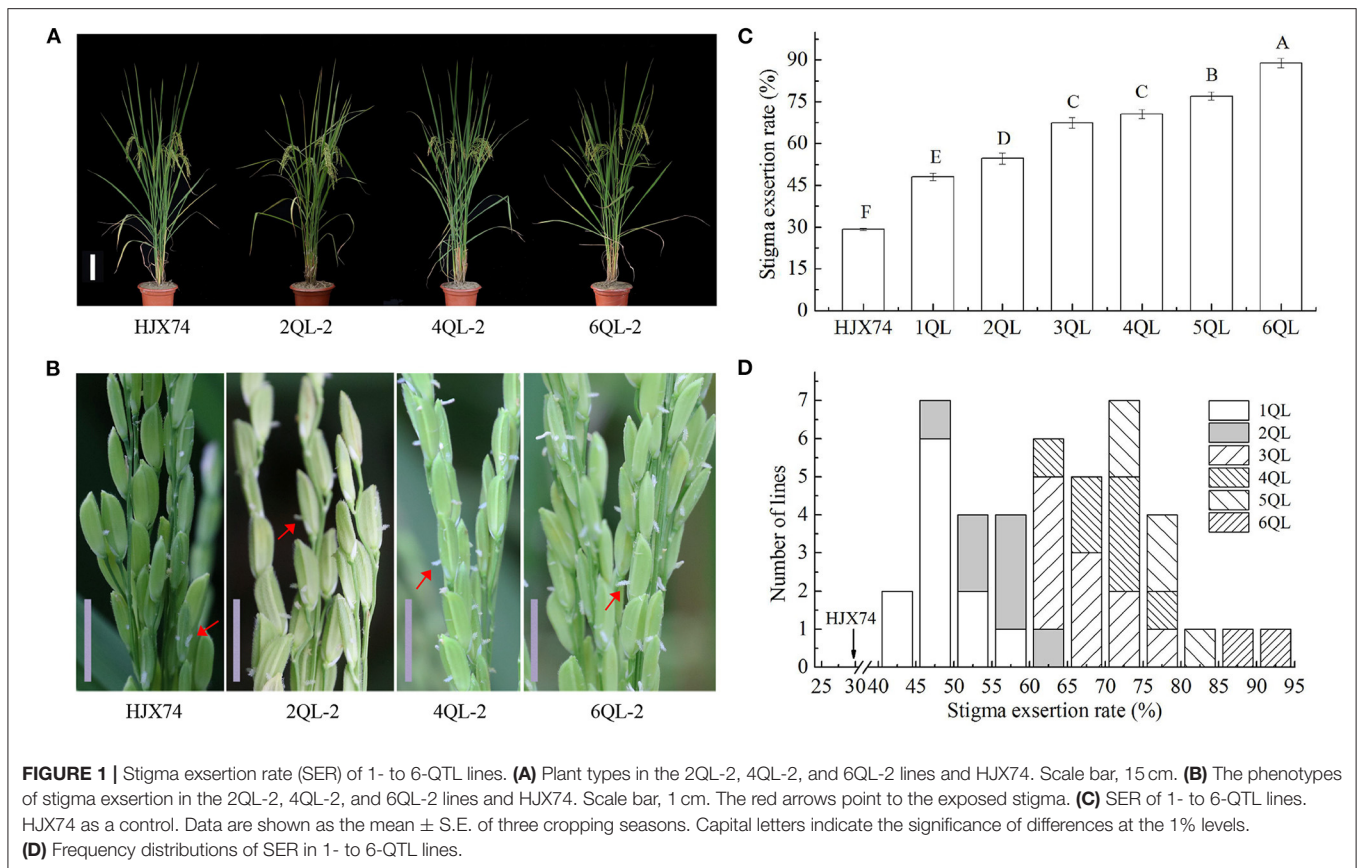 A
HJX74 2QL-2 4QL-2 6QL-2
B
HJX74 2QL-2 4QL-2 6QL-2
C
Stigma exsertion rate (%)
90
75
60
45
30
15
0
F E D C C B A
HJX74 1QL 2QL 3QL 4QL 5QL 6QL
D
Number of lines
7
6
5
4
3
2
1
0
HJX74
1QL
2QL
3QL
4QL
5QL
6QL
25 30 40 45 50 55 60 65 70 75 80 85 90 95
Stigma exsertion rate (%)
FIGURE 1 | Stigma exsertion rate (SER) of 1- to 6-QTL lines. (A) Plant types in the 2QL-2, 4QL-2, and 6QL-2 lines and HJX74. Scale bar, 15 cm. (B) The phenotypes
of stigma exsertion in the 2QL-2, 4QL-2, and 6QL-2 lines and HJX74. Scale bar, 1 cm. The red arrows point to the exposed stigma. (C) SER of 1- to 6-QTL lines.
HJX74 as a control. Data are shown as the mean ± S.E. of three cropping seasons. Capital letters indicate the significance of differences at the 1% levels.
(D) Frequency distributions of SER in 1- to 6-QTL lines.